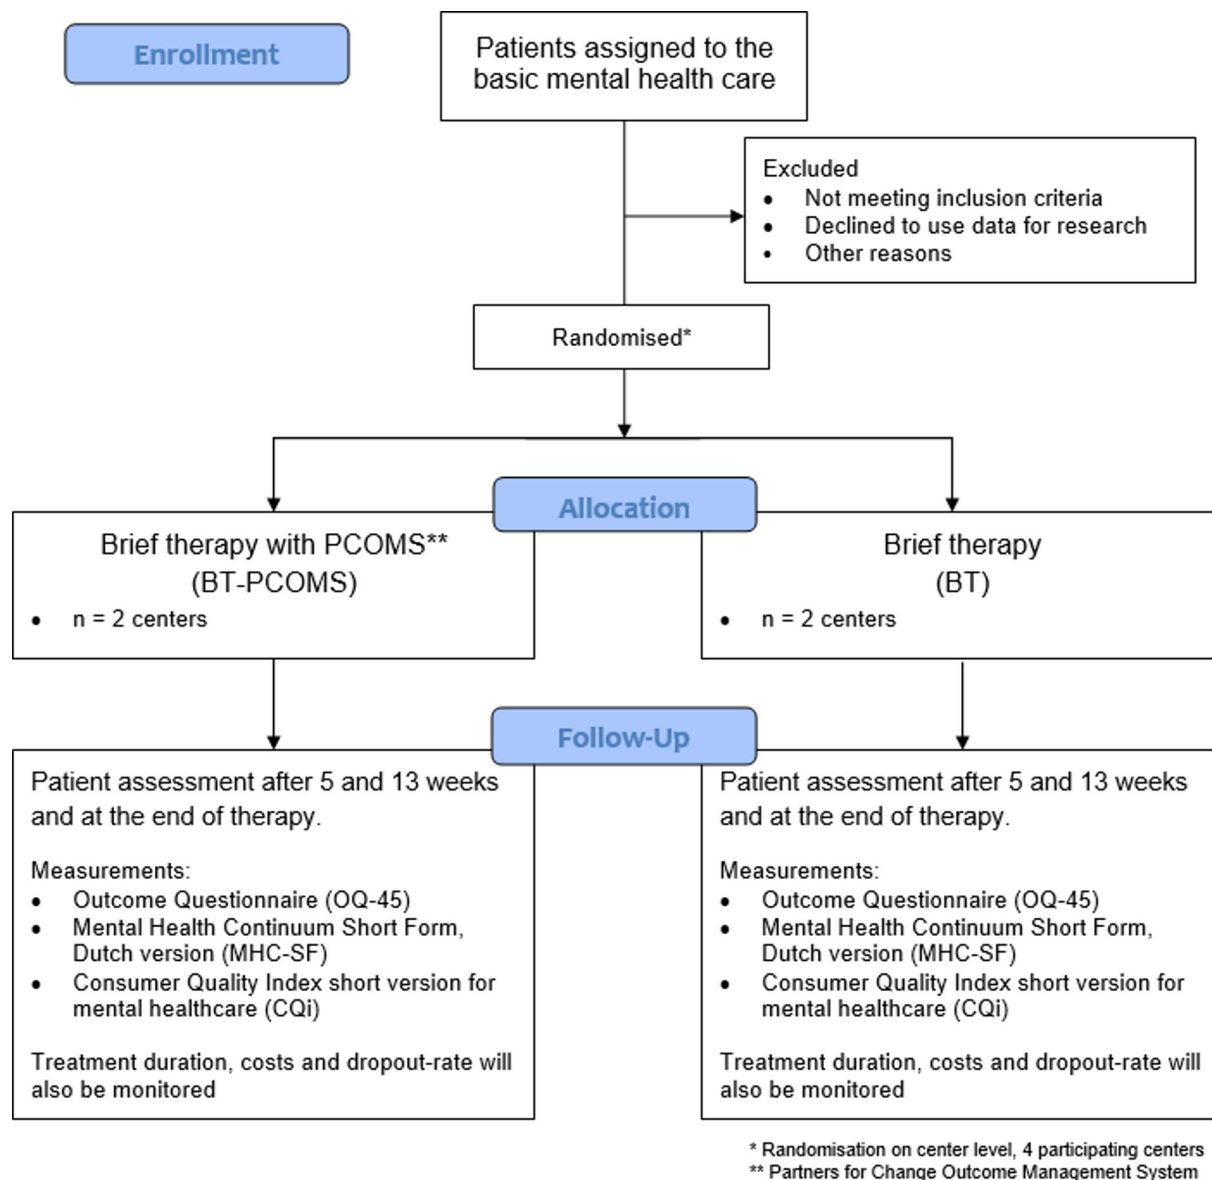 Enrollment
Patients assigned to the
basic mental health care
Excluded
• Not meeting inclusion criteria
• Declined to use data for research
• Other reasons
Randomised*
Allocation
Brief therapy with PCOMS**
(BT-PCOMS)
• n = 2 centers
Brief therapy
(BT)
• n = 2 centers
Follow-Up
Patient assessment after 5 and 13 weeks
and at the end of therapy.
Measurements:
• Outcome Questionnaire (OQ-45)
• Mental Health Continuum Short Form,
Dutch version (MHC-SF)
• Consumer Quality Index short version for
mental healthcare (CQi)
Treatment duration, costs and dropout-rate will
also be monitored
Patient assessment after 5 and 13 weeks
and at the end of therapy.
Measurements:
• Outcome Questionnaire (OQ-45)
• Mental Health Continuum Short Form,
Dutch version (MHC-SF)
• Consumer Quality Index short version for
mental healthcare (CQi)
Treatment duration, costs and dropout-rate will
also be monitored
* Randomisation on center level, 4 participating centers
** Partners for Change Outcome Management System